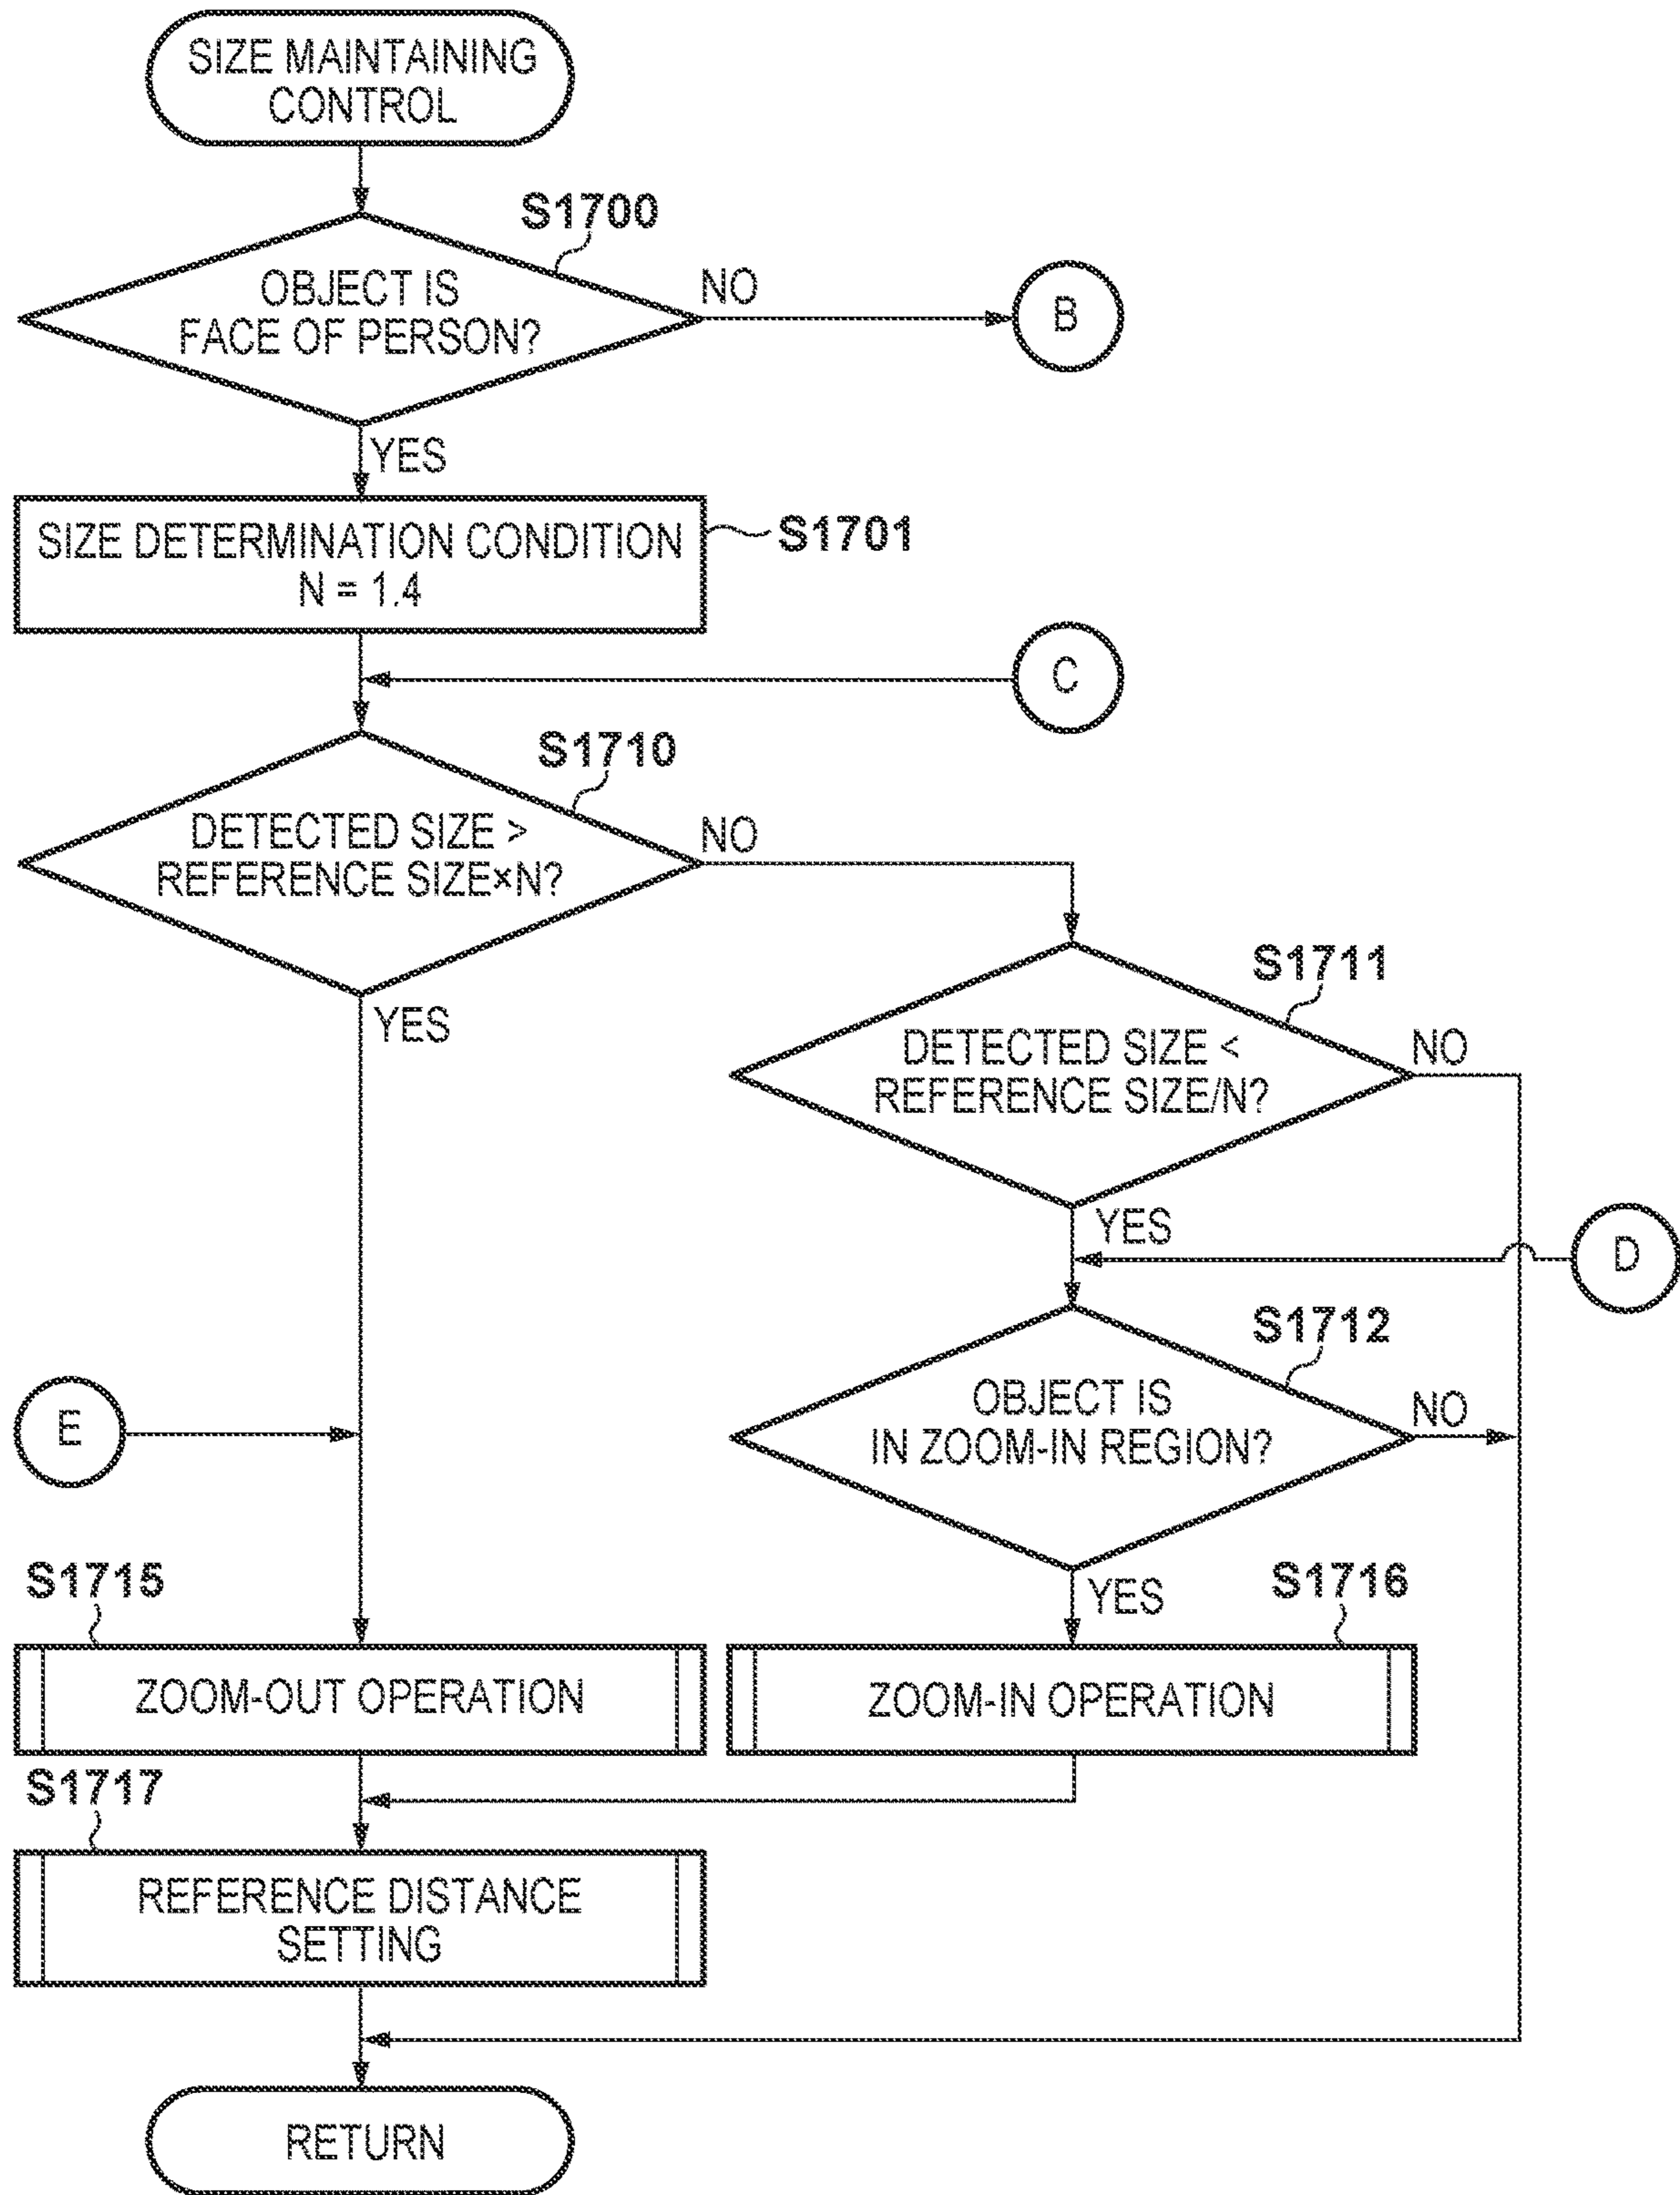 SIZE MAINTAINING
CONTROL
S1700
OBJECT IS
FACE OF PERSON?
NO
B
YES
SIZE DETERMINATION CONDITION
N = 1.4
S1701
C
S1710
DETECTED SIZE >
REFERENCE SIZE×N?
NO
YES
S1711
DETECTED SIZE <
REFERENCE SIZE/N?
NO
YES
D
S1712
OBJECT IS
IN ZOOM-IN REGION?
NO
E
YES
S1715
ZOOM-OUT OPERATION
S1716
ZOOM-IN OPERATION
S1717
REFERENCE DISTANCE
SETTING
RETURN